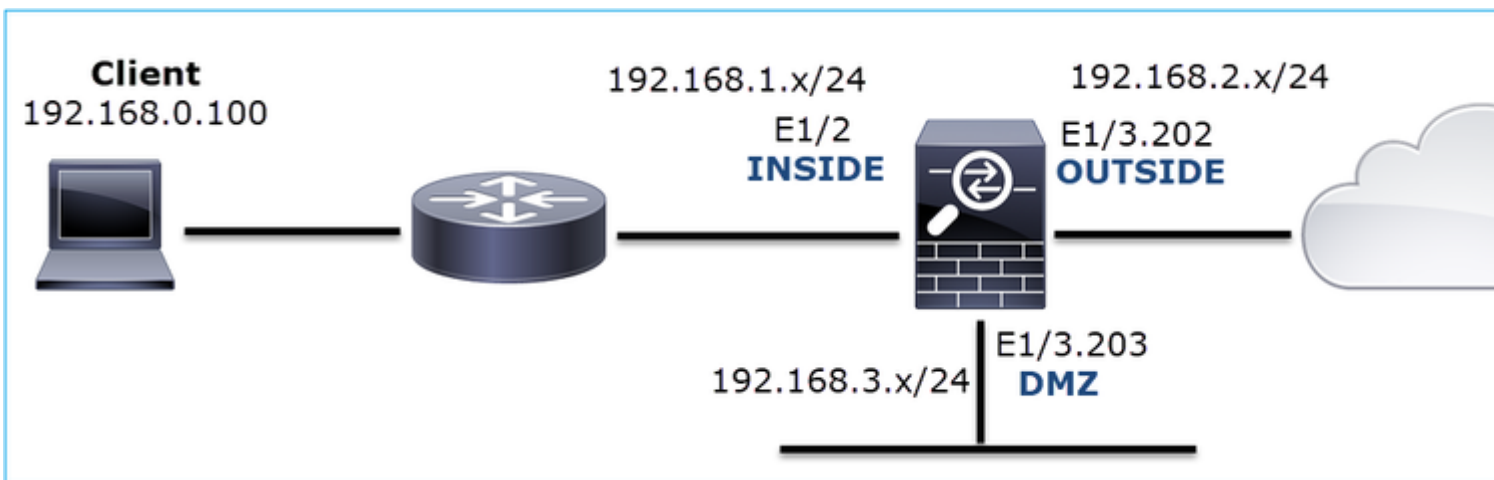 Client
192.168.0.100
192.168.1.x/24
E1/2
INSIDE
192.168.2.x/24
E1/3.202
OUTSIDE
E1/3.203
DMZ
192.168.3.x/24